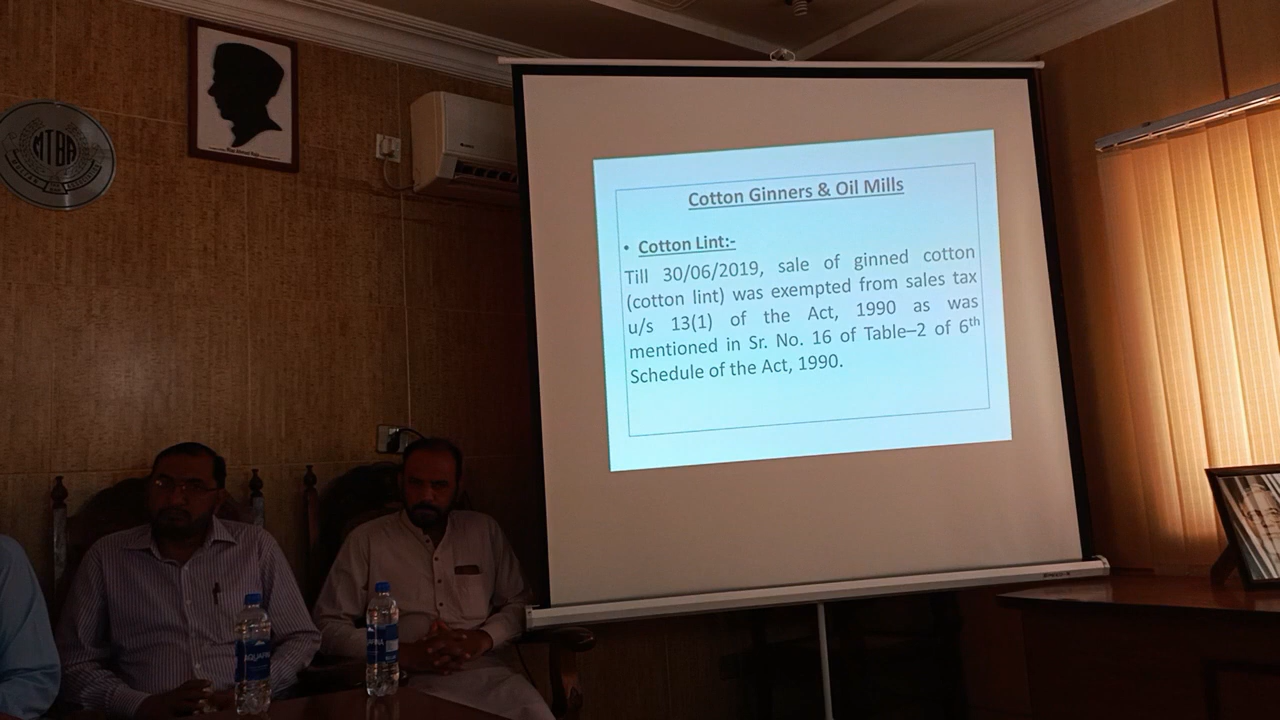 MTBA
Cotton Ginners & Oil Mills
• Cotton Lint:-
Till 30/06/2019, sale of ginned cotton
(cotton lint) was exempted from sales tax
u/s 13(1) of the Act, 1990 as was
mentioned in Sr. No. 16 of Table–2 of 6th
Schedule of the Act, 1990.